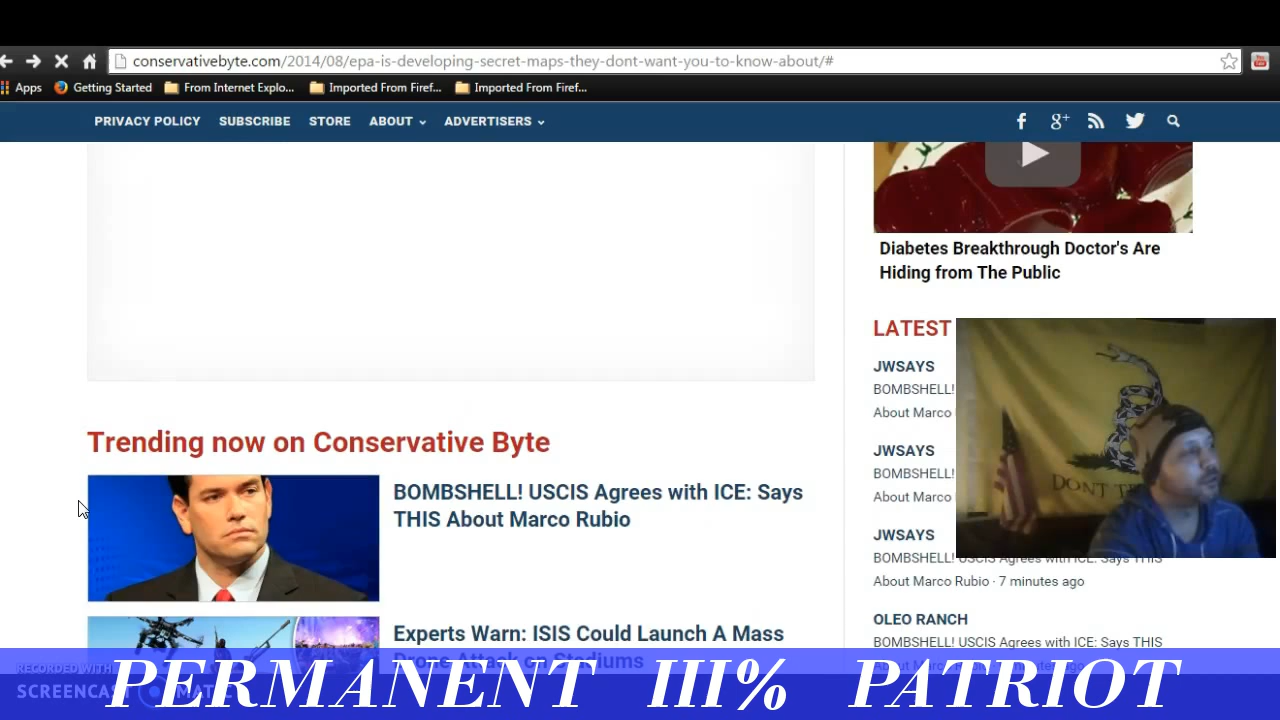 conservativebyte.com/2014/08/epa-is-developing-secret-maps-they-dont-want-you-to-know-about/#
Apps Getting Started From Internet Explo... Imported From Firef... Imported From Firef...
PRIVACY POLICY SUBSCRIBE STORE ABOUT ADVERTISERS
Diabetes Breakthrough Doctor's Are
Hiding from The Public
LATEST
JWSAYS
BOMBSHELL!
About Marco
JWSAYS
BOMBSHELL!
About Marco
DONT
JWSAYS
BOMBSHELL! USCIS Agrees with ICE: Says THIS
About Marco Rubio · 7 minutes ago
OLEO RANCH
BOMBSHELL! USCIS Agrees with ICE: Says THIS
Trending now on Conservative Byte
BOMBSHELL! USCIS Agrees with ICE: Says
THIS About Marco Rubio
Experts Warn: ISIS Could Launch A Mass
Drone Attack on Stadiums
RECORDED WITH
SCREENCAST MATIC
PERMANENT III% PATRIOT